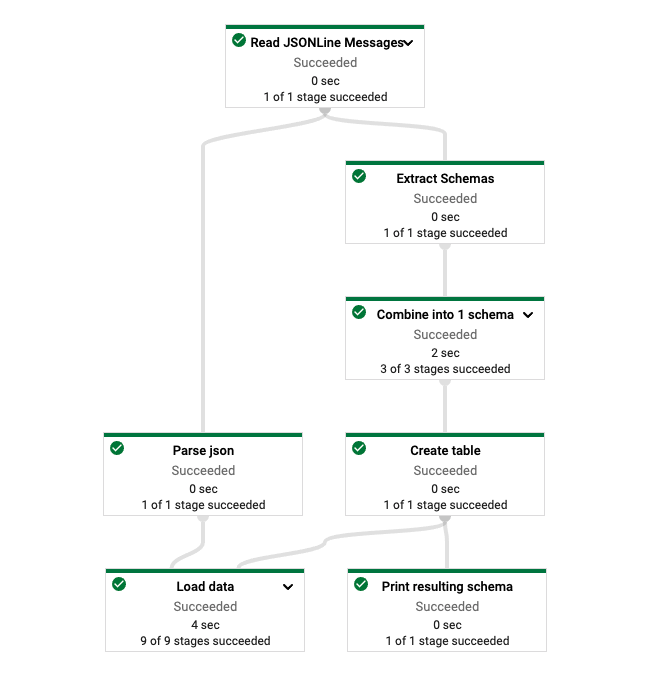 Read JSONLine Messages
Succeeded
0 sec
1 of 1 stage succeeded
Extract Schemas
Succeeded
0 sec
1 of 1 stage succeeded
Combine into 1 schema
Succeeded
2 sec
3 of 3 stages succeeded
Parse json
Succeeded
0 sec
1 of 1 stage succeeded
Create table
Succeeded
0 sec
1 of 1 stage succeeded
Load data
Succeeded
4 sec
9 of 9 stages succeeded
Print resulting schema
Succeeded
0 sec
1 of 1 stage succeeded